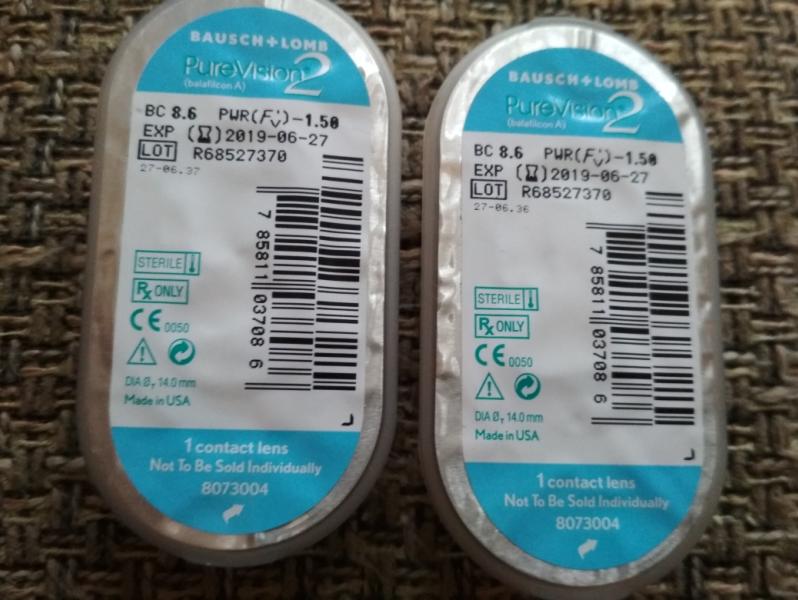 BAUSCH+LOMB
PureVision2
(balafilcon A)
BC 8.6 PWR(Fv)-1.50
EXP (⌛)2019-06-27
LOT R68527370
27-06.37
7 85811 03708 6
STERILE
Rx ONLY
CE 0050
DIA Ø, 14.0 mm
Made in USA
1 contact lens
Not To Be Sold Individually
8073004
BAUSCH+LOMB
PureVision2
(balafilcon A)
BC 8.6 PWR(Fv)-1.50
EXP (⌛)2019-06-27
LOT R68527370
27-06.36
7 85811 03708 6
STERILE
Rx ONLY
CE 0050
DIA Ø, 14.0 mm
Made in USA
1 contact lens
Not To Be Sold Individually
8073004